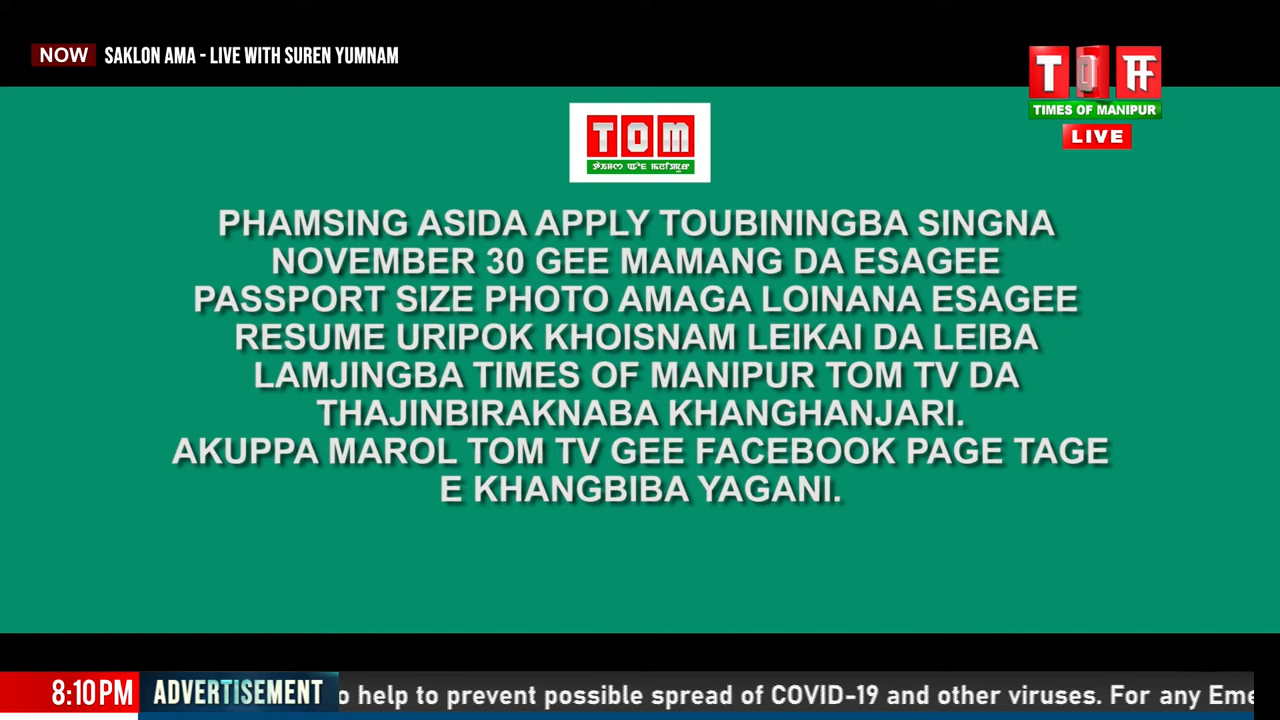 NOW SAKLON AMA - LIVE WITH SUREN YUMNAM
TIMES OF MANIPUR
LIVE
TOM
PHAMSING ASIDA APPLY TOUBININGBA SINGNA
NOVEMBER 30 GEE MAMANG DA ESAGEE
PASSPORT SIZE PHOTO AMAGA LOINANA ESAGEE
RESUME URIPOK KHOISNAM LEIKAI DA LEIBA
LAMJINGBA TIMES OF MANIPUR TOM TV DA
THAJINBIRAKNABA KHANGHANJARI.
AKUPPA MAROL TOM TV GEE FACEBOOK PAGE TAGE
E KHANGBIBA YAGANI.
8:10 PM ADVERTISEMENT o help to prevent possible spread of COVID-19 and other viruses. For any Eme